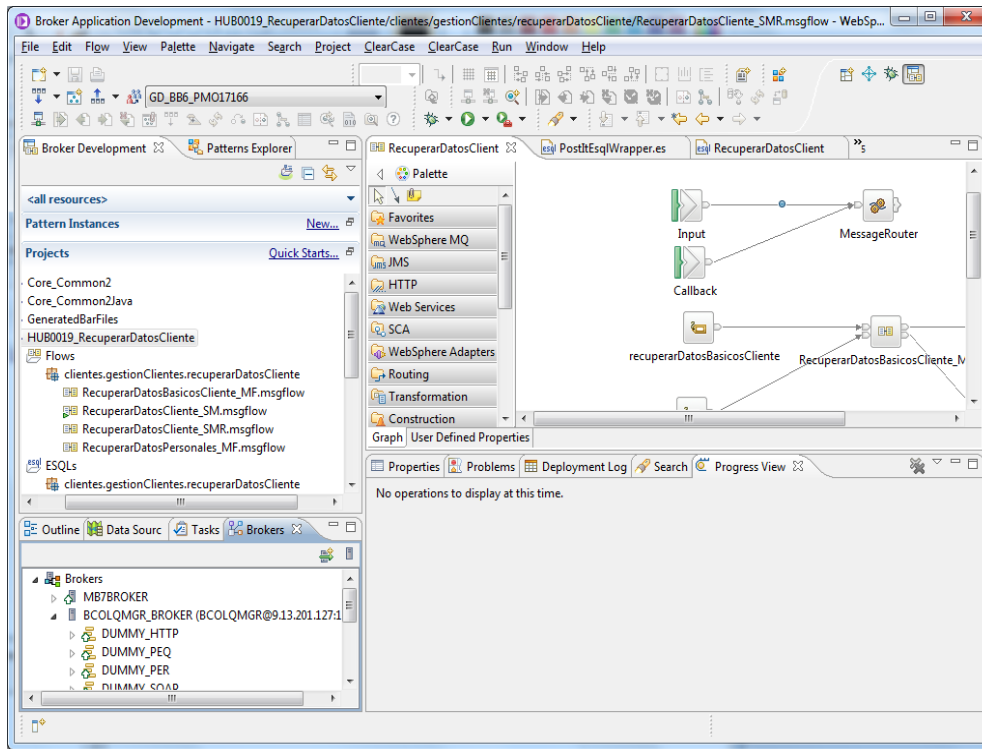 Broker Application Development - HUB0019_RecuperarDatosCliente/clientes/gestionClientes/recuperarDatosCliente/RecuperarDatosCliente_SMR.msgflow - WebSp...
File Edit Flow View Palette Navigate Search Project ClearCase ClearCase Run Window Help
GD_BB6_PMO17166
Broker Development Patterns Explorer
<all resources>
Pattern Instances New...
Projects Quick Starts...
Core_Common2
Core_Common2Java
GeneratedBarFiles
HUB0019_RecuperarDatosCliente
Flows
clientes.gestionClientes.recuperarDatosCliente
RecuperarDatosBasicosCliente_MF.msgflow
RecuperarDatosCliente_SM.msgflow
RecuperarDatosCliente_SMR.msgflow
RecuperarDatosPersonales_MF.msgflow
esql ESQLs
clientes.gestionClientes.recuperarDatosCliente
RecuperarDatosClient esql PostItEsqlWrapper.es esql RecuperarDatosClient »5
Palette
Favorites
WebSphere MQ
JMS
HTTP
Web Services
SCA
WebSphere Adapters
Routing
Transformation
Construction
Input
MessageRouter
Callback
recuperarDatosBasicosCliente
RecuperarDatosBasicosCliente_M
Graph User Defined Properties
Outline Data Sourc Tasks Brokers
Brokers
MB7BROKER
BCOLQMGR_BROKER (BCOLQMGR@9.13.201.127:1
DUMMY_HTTP
DUMMY_PEQ
DUMMY_PER
DUMMY_SOAP
Properties Problems Deployment Log Search Progress View
No operations to display at this time.